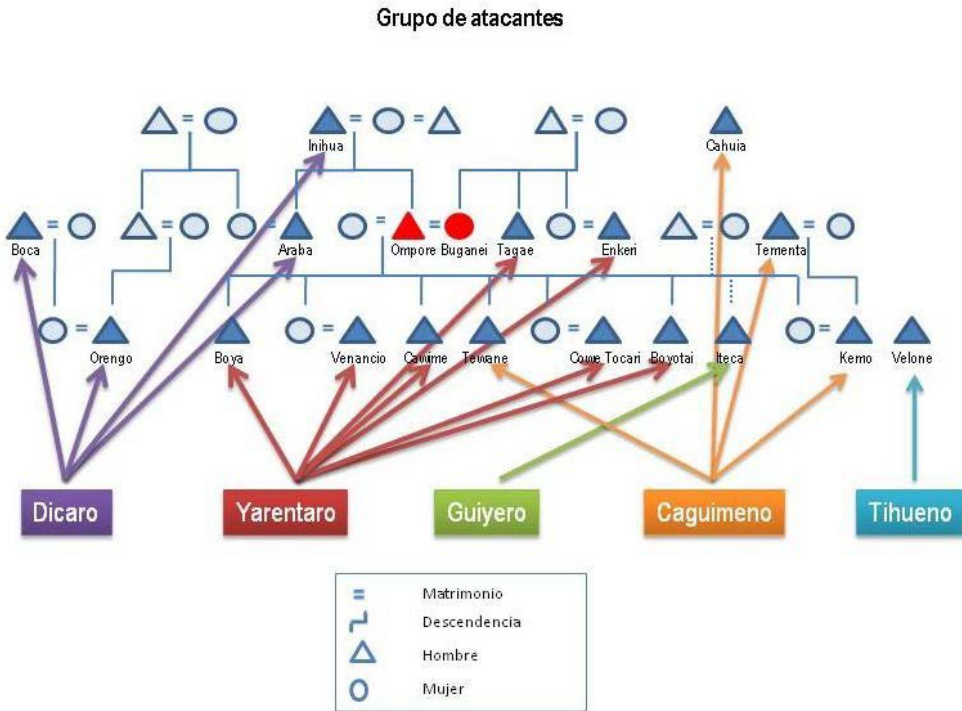 Grupo de atacantes
Inihua
Cahuia
Boca
Araba
Ompore
Buganei
Tagae
Enkeri
Tementa
Orengo
Boya
Venancio
Cawime
Tewane
Cowe Tocari
Boyotai
Iteca
Kemo
Velone
Dicaro
Yarentaro
Guiyero
Caguimeno
Tihueno
= Matrimonio
Descendencia
Hombre
Mujer